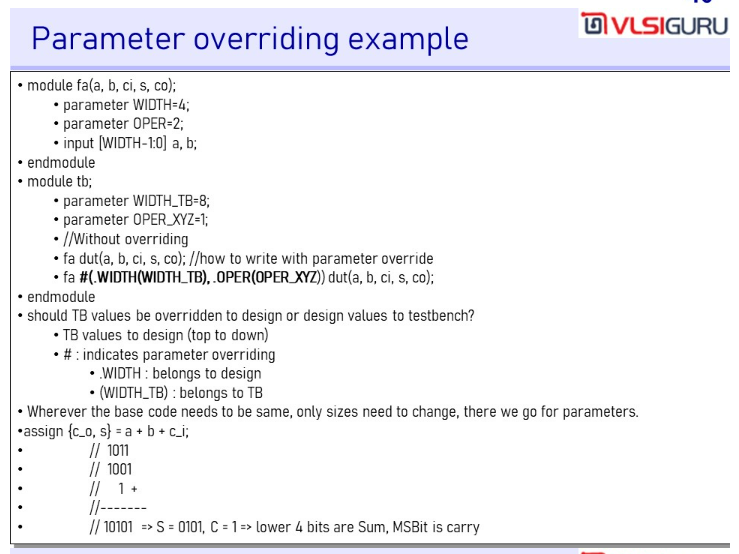 VLSIGURU
Parameter overriding example
• module fa(a, b, ci, s, co);
• parameter WIDTH=4;
• parameter OPER=2;
• input [WIDTH-1:0] a, b;
• endmodule
• module tb;
• parameter WIDTH_TB=8;
• parameter OPER_XYZ=1;
• //Without overriding
• fa dut(a, b, ci, s, co); //how to write with parameter override
• fa #(.WIDTH(WIDTH_TB), .OPER(OPER_XYZ)) dut(a, b, ci, s, co);
• endmodule
• should TB values be overridden to design or design values to testbench?
• TB values to design (top to down)
• # : indicates parameter overriding
• .WIDTH : belongs to design
• (WIDTH_TB) : belongs to TB
• Wherever the base code needs to be same, only sizes need to change, there we go for parameters.
•assign {c_o, s} = a + b + c_i;
• // 1011
• // 1001
• // 1 +
• //-------
• // 10101 => S = 0101, C = 1 => lower 4 bits are Sum, MSBit is carry